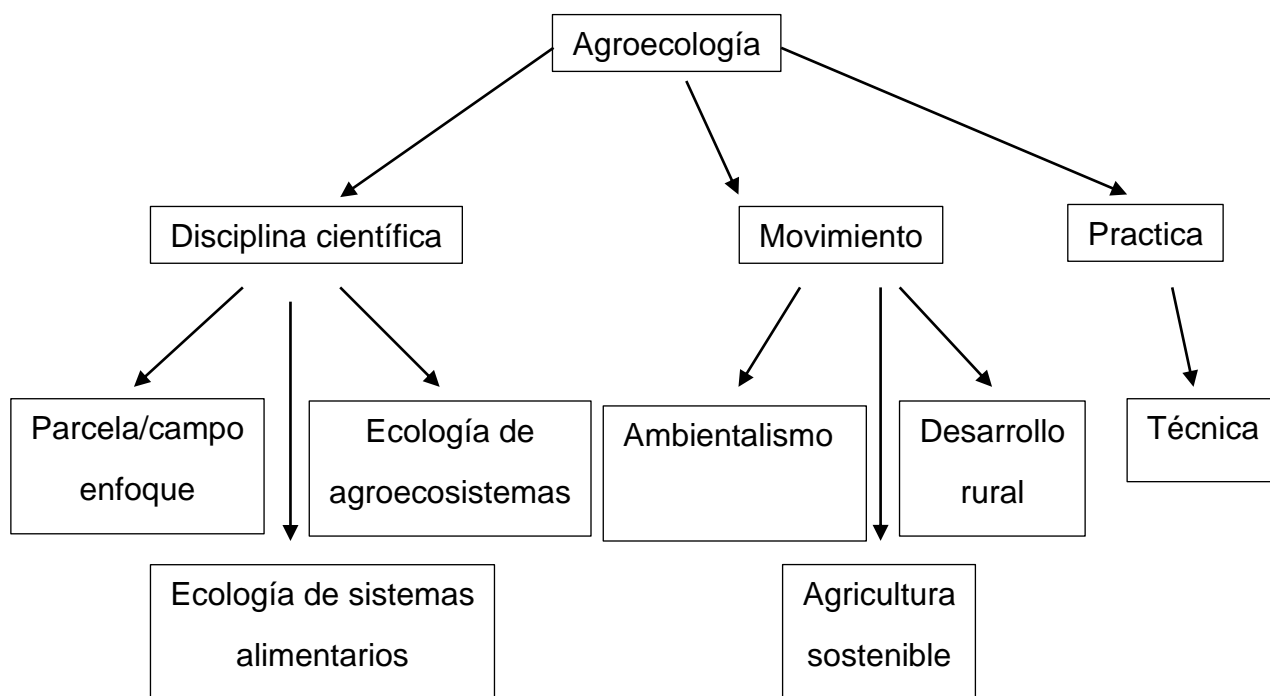 Agroecología
Disciplina científica
Movimiento
Practica
Parcela/campo
enfoque
Ecología de
agroecosistemas
Ambientalismo
Desarrollo
rural
Técnica
Ecología de sistemas
alimentarios
Agricultura
sostenible